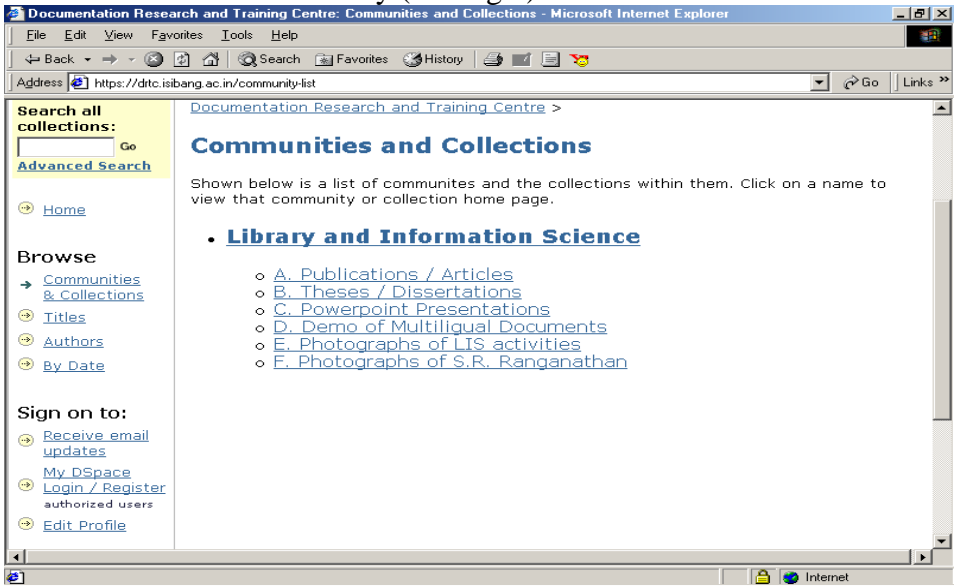 Documentation Research and Training Centre: Communities and Collections - Microsoft Internet Explorer
File Edit View Favorites Tools Help
Back Search Favorites History
Address https://drtc.isibang.ac.in/community-list Go Links »
Search all
collections:
Go
Advanced Search
Home
Browse
Communities
& Collections
Titles
Authors
By Date
Sign on to:
Receive email
updates
My DSpace
Login / Register
authorized users
Edit Profile
Documentation Research and Training Centre >
Communities and Collections
Shown below is a list of communites and the collections within them. Click on a name to
view that community or collection home page.
Library and Information Science
A. Publications / Articles
B. Theses / Dissertations
C. Powerpoint Presentations
D. Demo of Multiligual Documents
E. Photographs of LIS activities
F. Photographs of S.R. Ranganathan
Internet